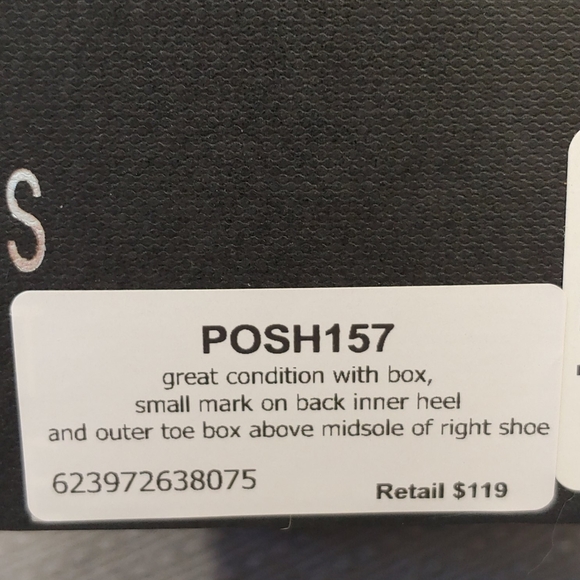 S
POSH157
great condition with box,
small mark on back inner heel
and outer toe box above midsole of right shoe
623972638075
Retail $119